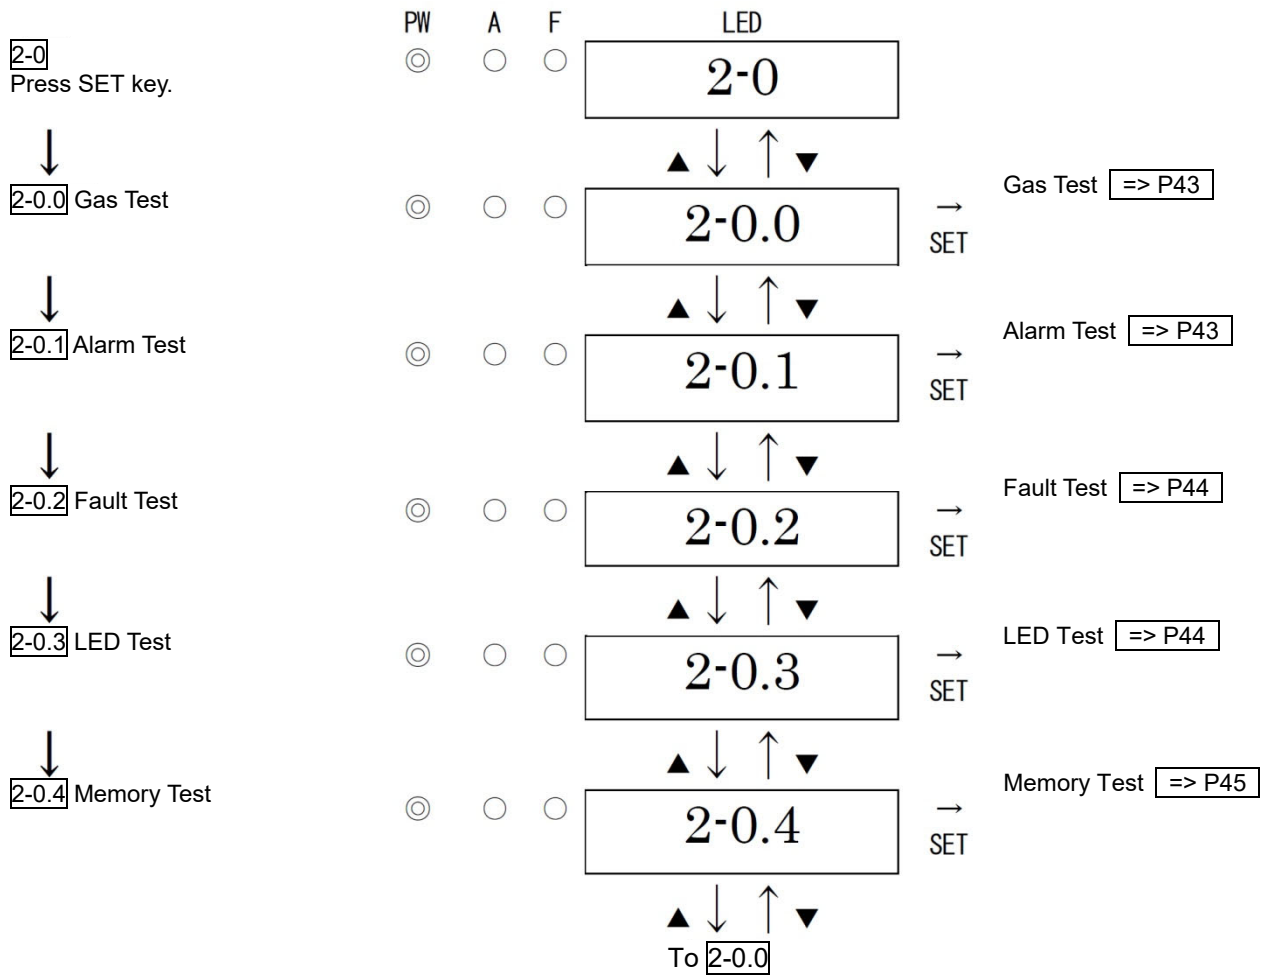 PW A F LED
2-0
Press SET key.
2-0
▲ ↓ ↑ ▼
2-0.0 Gas Test
2-0.0
→
SET
Gas Test => P43
▲ ↓ ↑ ▼
2-0.1 Alarm Test
2-0.1
→
SET
Alarm Test => P43
▲ ↓ ↑ ▼
2-0.2 Fault Test
2-0.2
→
SET
Fault Test => P44
▲ ↓ ↑ ▼
2-0.3 LED Test
2-0.3
→
SET
LED Test => P44
▲ ↓ ↑ ▼
2-0.4 Memory Test
2-0.4
→
SET
Memory Test => P45
▲ ↓ ↑ ▼
To 2-0.0